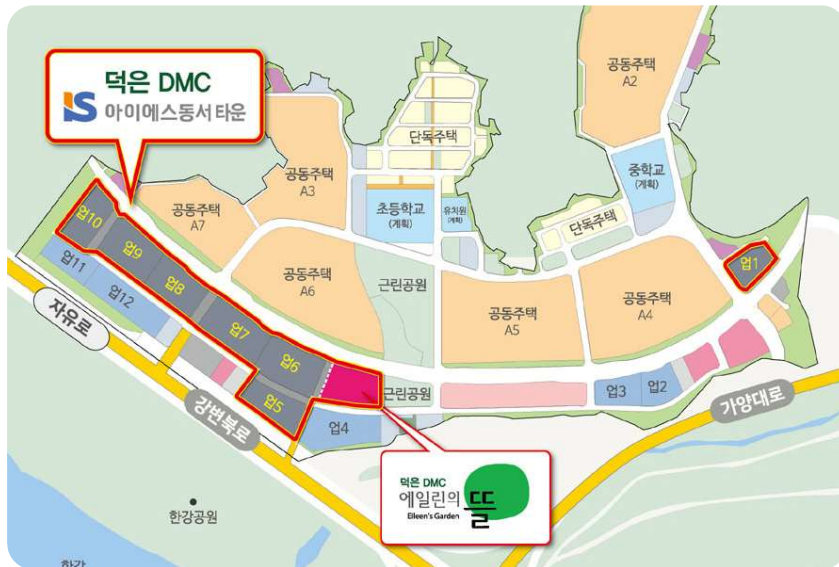 덕은 DMC
IS 아이에스동서타운
공동주택
A2
단독주택
공동주택
A3
초등학교
(계획)
유치원
(계획)
중학교
(계획)
단독주택
공동주택
A7
공동주택
A6
근린공원
공동주택
A5
공동주택
A4
업1
업10
업9
업8
업7
업6
업5
업11
업12
업4
근린공원
업3
업2
자유로
강변북로
가양대로
덕은 DMC
에일린의 뜰
Eileen's Garden
한강공원
한강